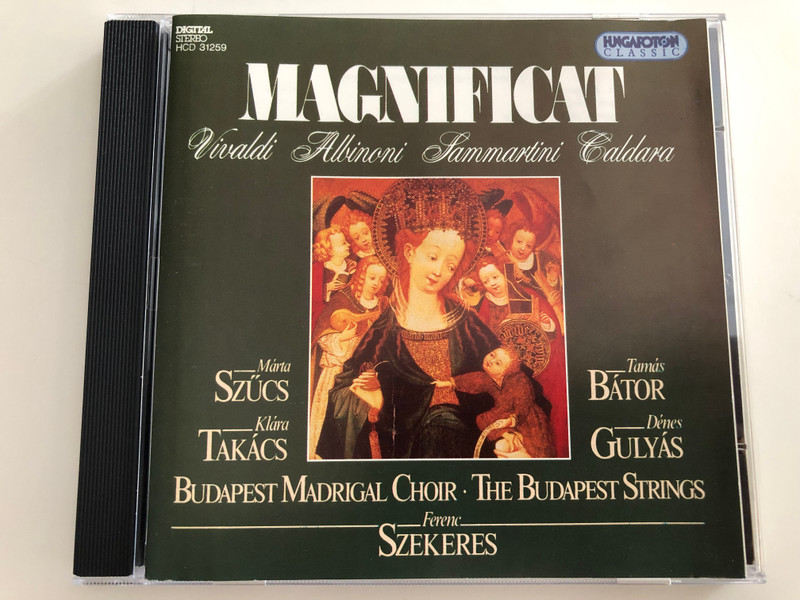 DIGITAL
STEREO
HCD 31259
HUNGAROTON
CLASSIC
MAGNIFICAT
Vivaldi Albinoni Sammartini Caldara
Márta
SZŰCS
Klára
TAKÁCS
Tamás
BÁTOR
Dénes
GULYÁS
BUDAPEST MADRIGAL CHOIR · THE BUDAPEST STRINGS
Ferenc
SZEKERES